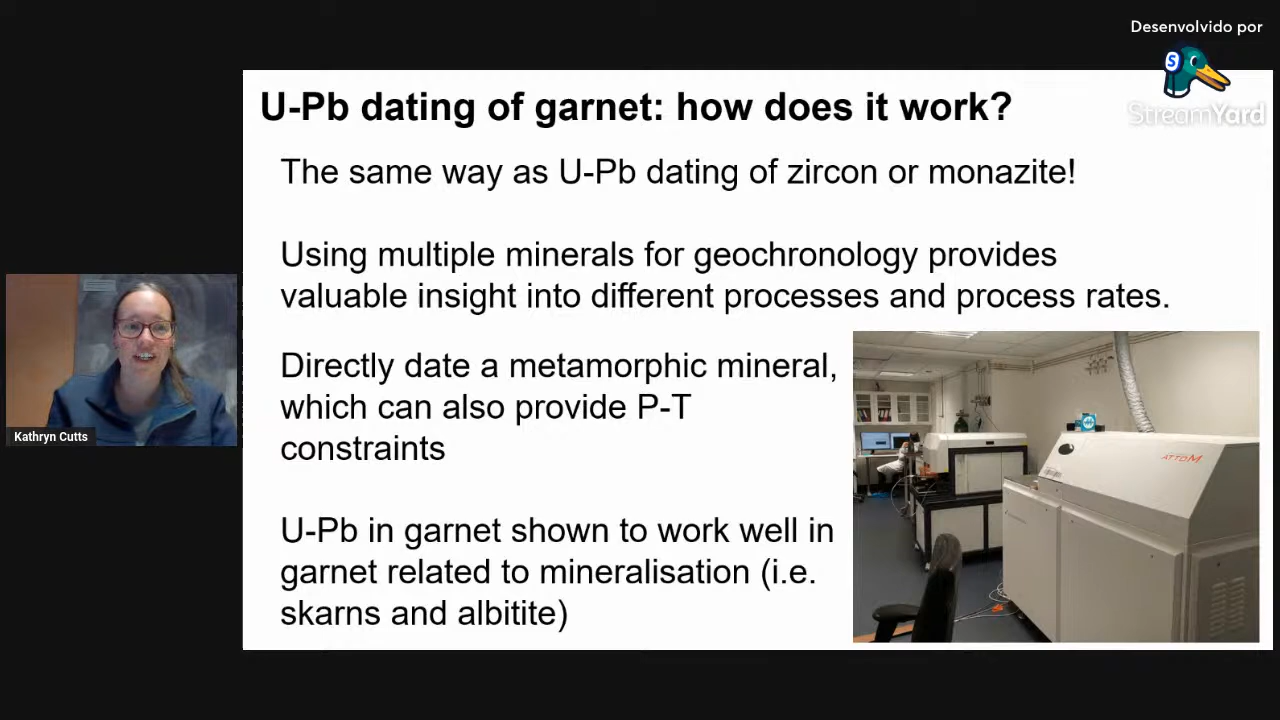 Desenvolvido por
S
StreamYard
U-Pb dating of garnet: how does it work?
The same way as U-Pb dating of zircon or monazite!
Using multiple minerals for geochronology provides
valuable insight into different processes and process rates.
Directly date a metamorphic mineral,
which can also provide P-T
constraints
U-Pb in garnet shown to work well in
garnet related to mineralisation (i.e.
skarns and albitite)
ATTOM
Kathryn Cutts